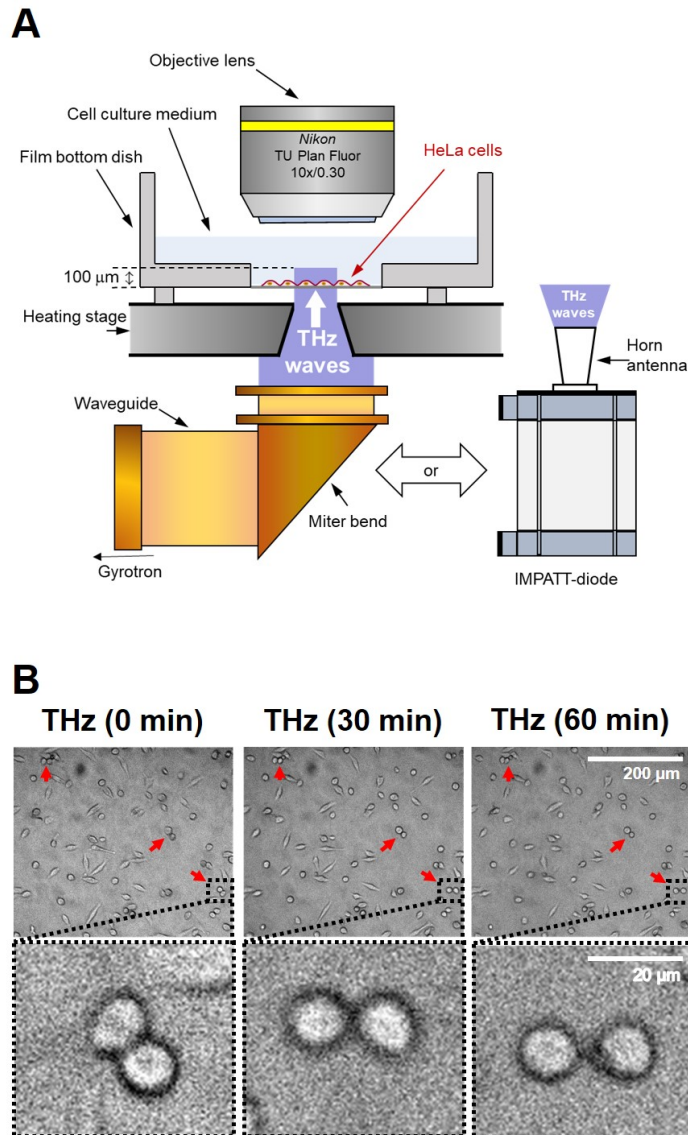 A
Objective lens
Cell culture medium
Film bottom dish
Nikon
TU Plan Fluor
10x/0.30
HeLa cells
100 μm
Heating stage
THz
waves
THz
waves
Horn
antenna
Waveguide
or
Miter bend
Gyrotron
IMPATT-diode
B
THz (0 min)
THz (30 min)
THz (60 min)
200 μm
20 μm